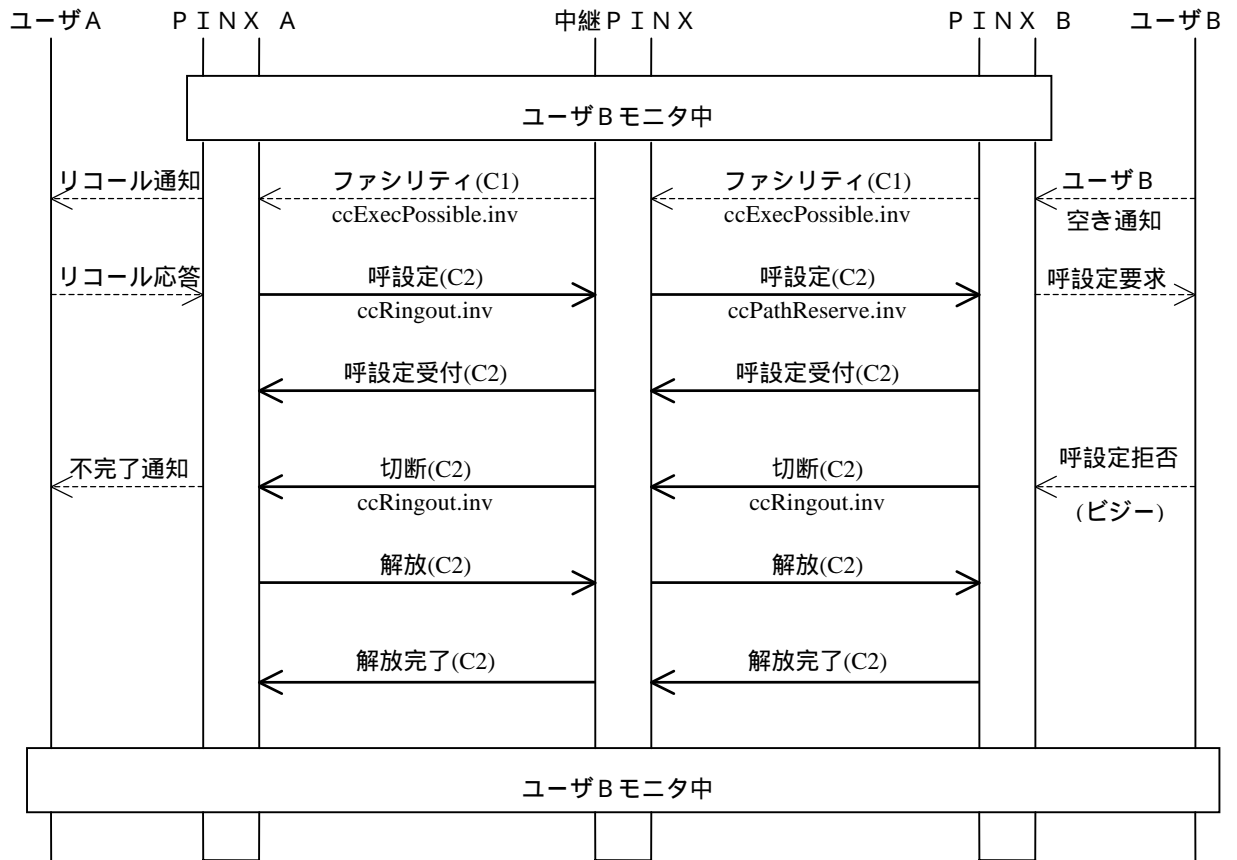 ユーザA ＰＩＮＸ A 中継ＰＩＮＸ ＰＩＮＸ B ユーザB
ユーザBモニタ中
リコール通知 ファシリティ(C1) ファシリティ(C1) ユーザB
ccExecPossible.inv ccExecPossible.inv 空き通知
リコール応答 呼設定(C2) 呼設定(C2) 呼設定要求
ccRingout.inv ccPathReserve.inv
呼設定受付(C2) 呼設定受付(C2)
不完了通知 切断(C2) 切断(C2) 呼設定拒否
ccRingout.inv ccRingout.inv (ビジー)
解放(C2) 解放(C2)
解放完了(C2) 解放完了(C2)
ユーザBモニタ中